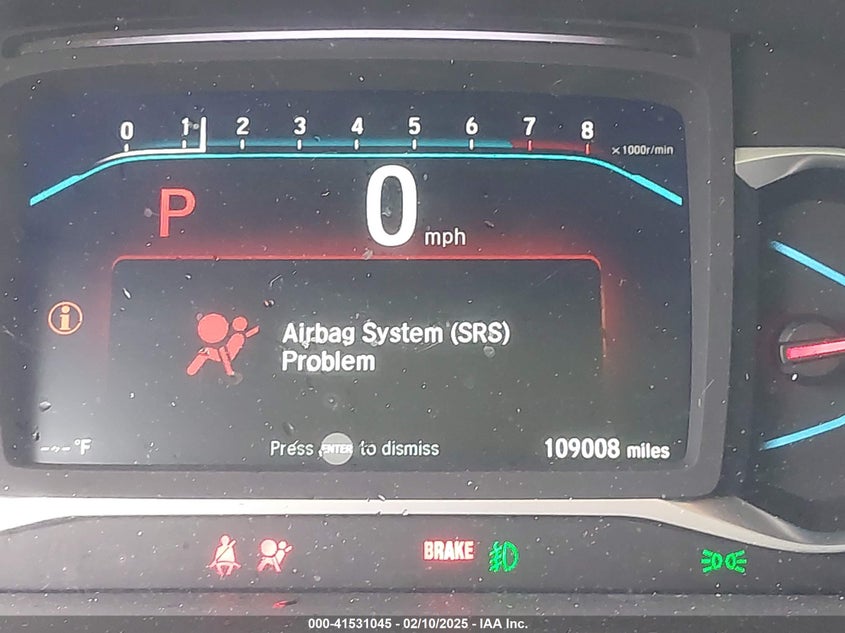 0 1 2 3 4 5 6 7 8
x1000r/min
P 0 mph
Airbag System (SRS)
Problem
--- °F
Press ENTER to dismiss
109008 miles
BRAKE
000-41531045 - 02/10/2025 - IAA Inc.